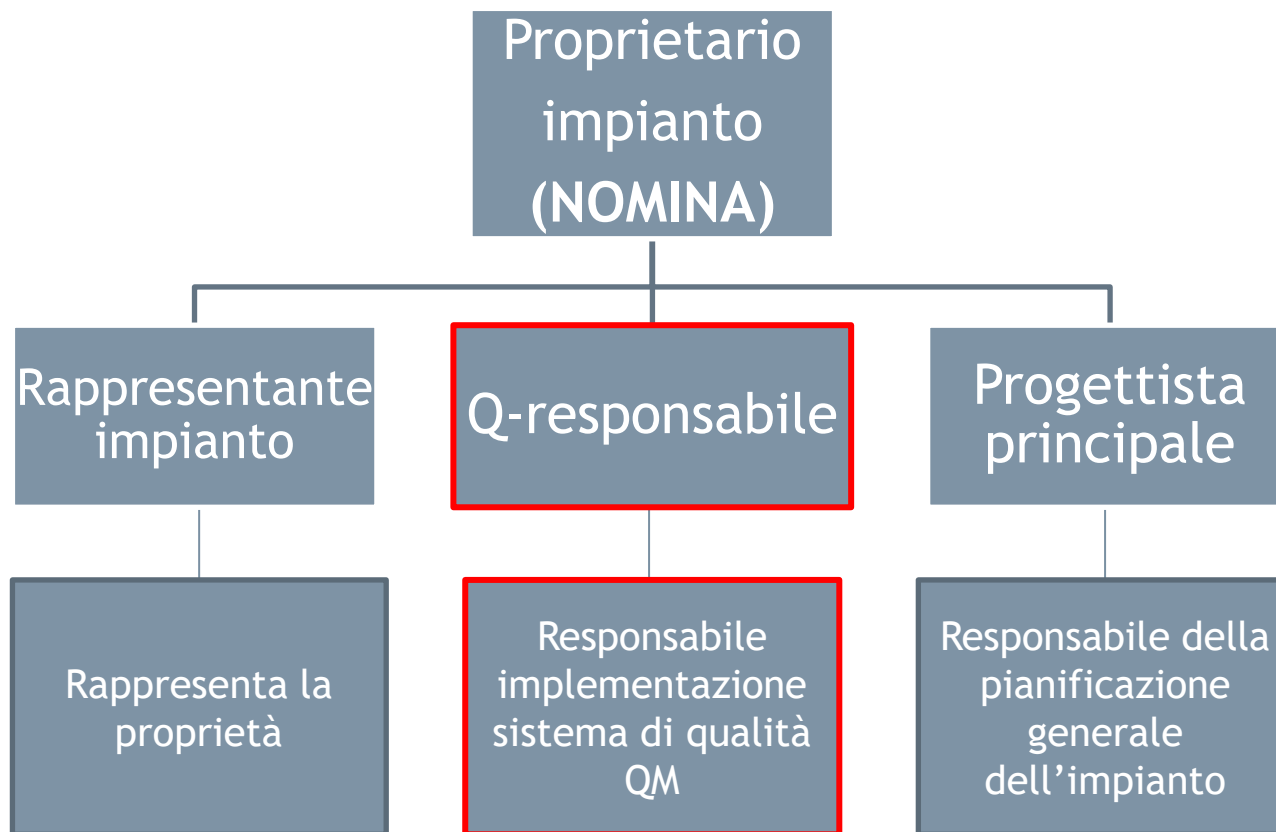 Proprietario
impianto
(NOMINA)
Rappresentante
impianto
Q-responsabile
Progettista
principale
Rappresenta la
proprietà
Responsabile
implementazione
sistema di qualità
QM
Responsabile della
pianificazione
generale
dell’impianto